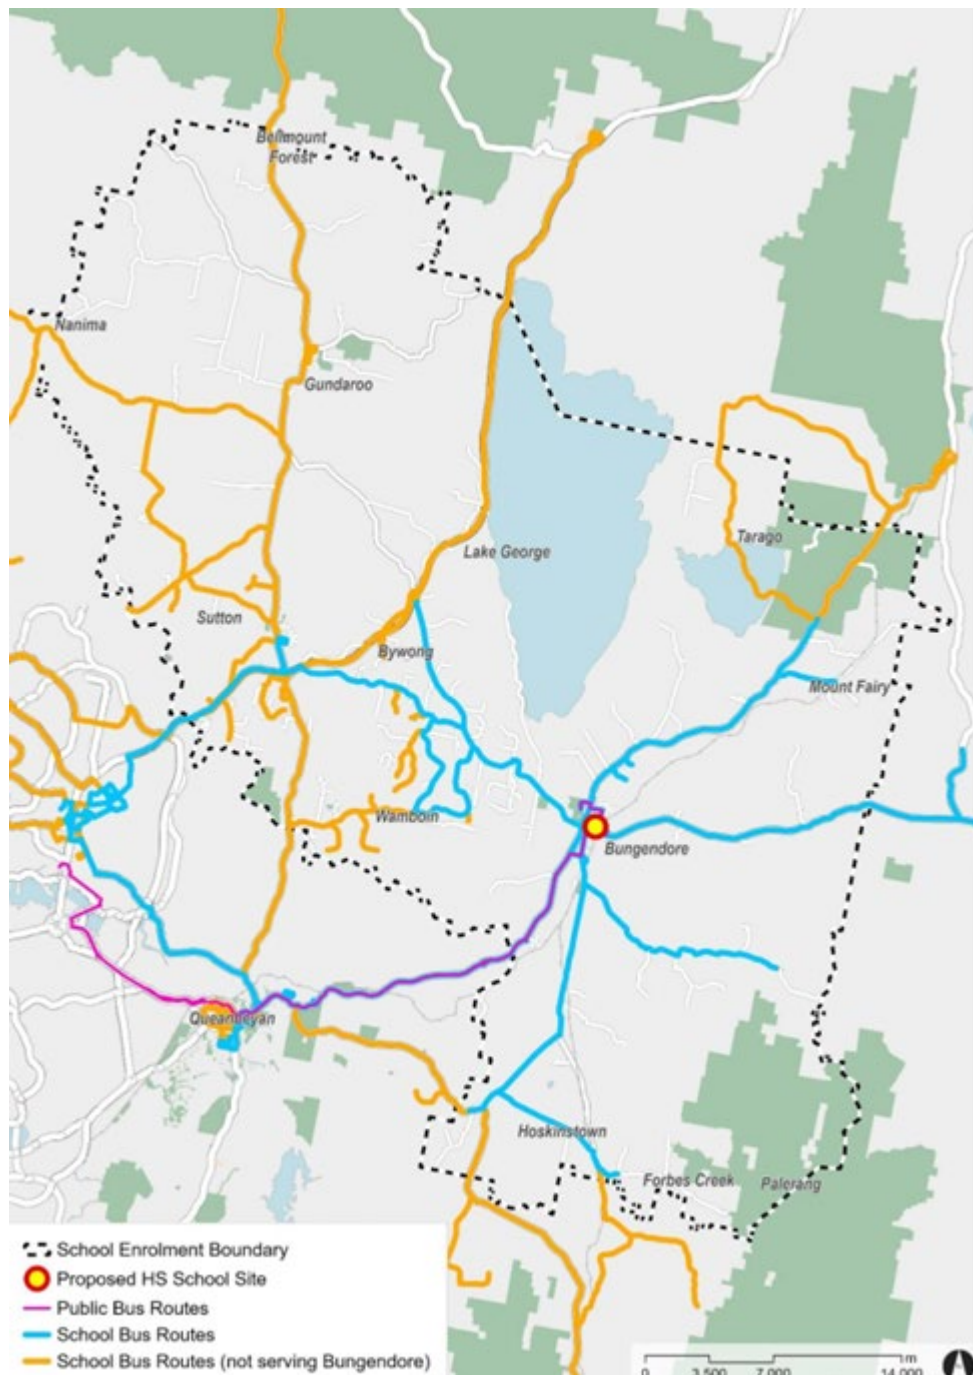 Bellmount
Forest
Nanima
Gundaroo
Lake George
Tarago
Sutton
Bywong
Mount Fairy
Wamboin
Bungendore
Queanbeyan
Hoskinstown
Forbes Creek
Palerang
School Enrolment Boundary
Proposed HS School Site
Public Bus Routes
School Bus Routes
School Bus Routes (not serving Bungendore)
m
0 3,500 7,000 14,000